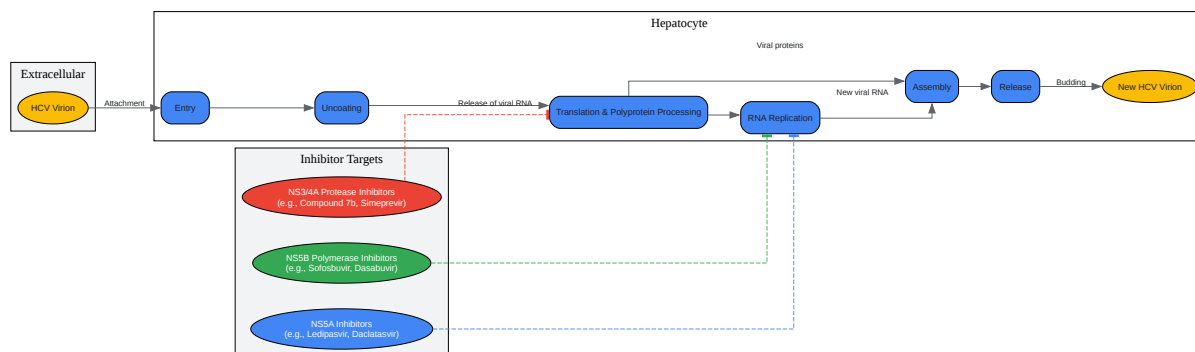 Hepatocyte
Viral proteins
Extracellular
HCV Virion
Attachment
Entry
Uncoating
Release of viral RNA
Translation & Polyprotein Processing
New viral RNA
RNA Replication
Assembly
Release
Budding
New HCV Virion
Inhibitor Targets
NS3/4A Protease Inhibitors
(e.g., Compound 7b, Simeprevir)
NS5B Polymerase Inhibitors
(e.g., Sofosbuvir, Dasabuvir)
NS5A Inhibitors
(e.g., Ledipasvir, Daclatasvir)